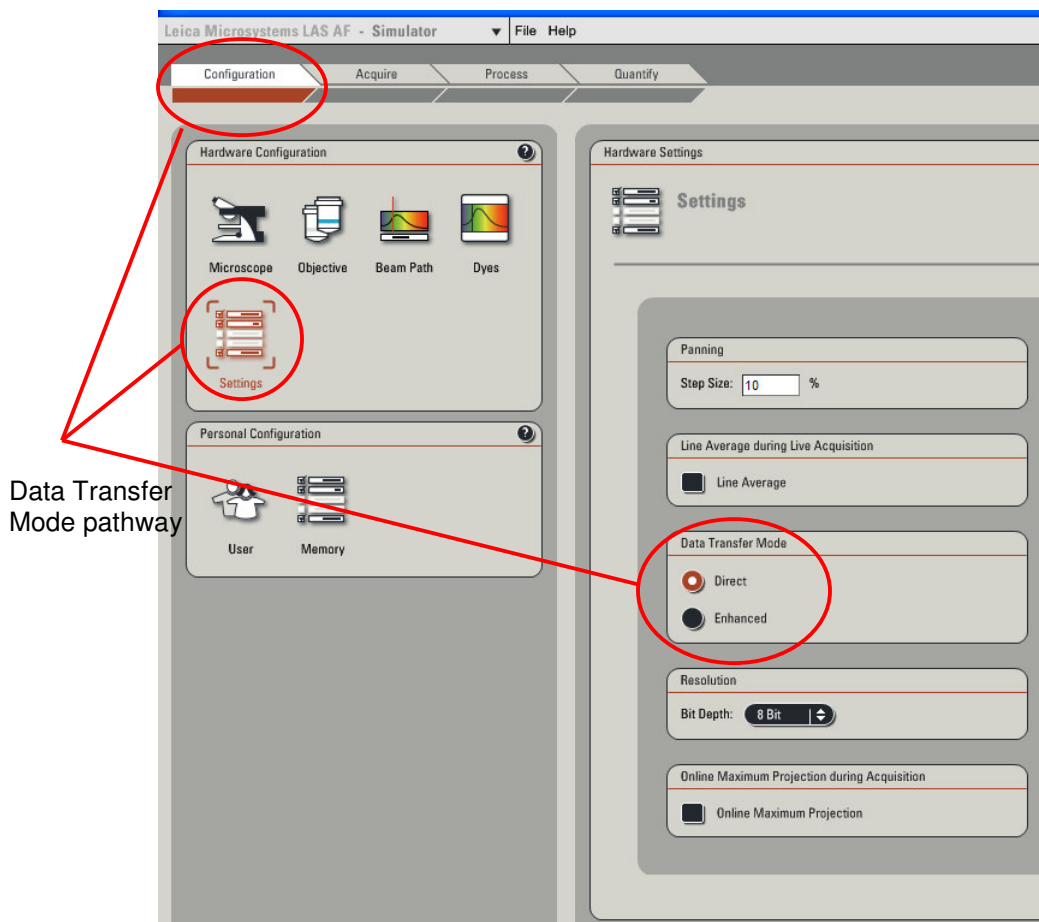 Leica Microsystems LAS AF - Simulator File Help
Configuration Acquire Process Quantify
Hardware Configuration ?
Microscope Objective Beam Path Dyes
Settings
Personal Configuration ?
User Memory
Data Transfer
Mode pathway
Hardware Settings
Settings
Panning
Step Size: 10 %
Line Average during Live Acquisition
Line Average
Data Transfer Mode
Direct
Enhanced
Resolution
Bit Depth: 8 Bit
Online Maximum Projection during Acquisition
Online Maximum Projection